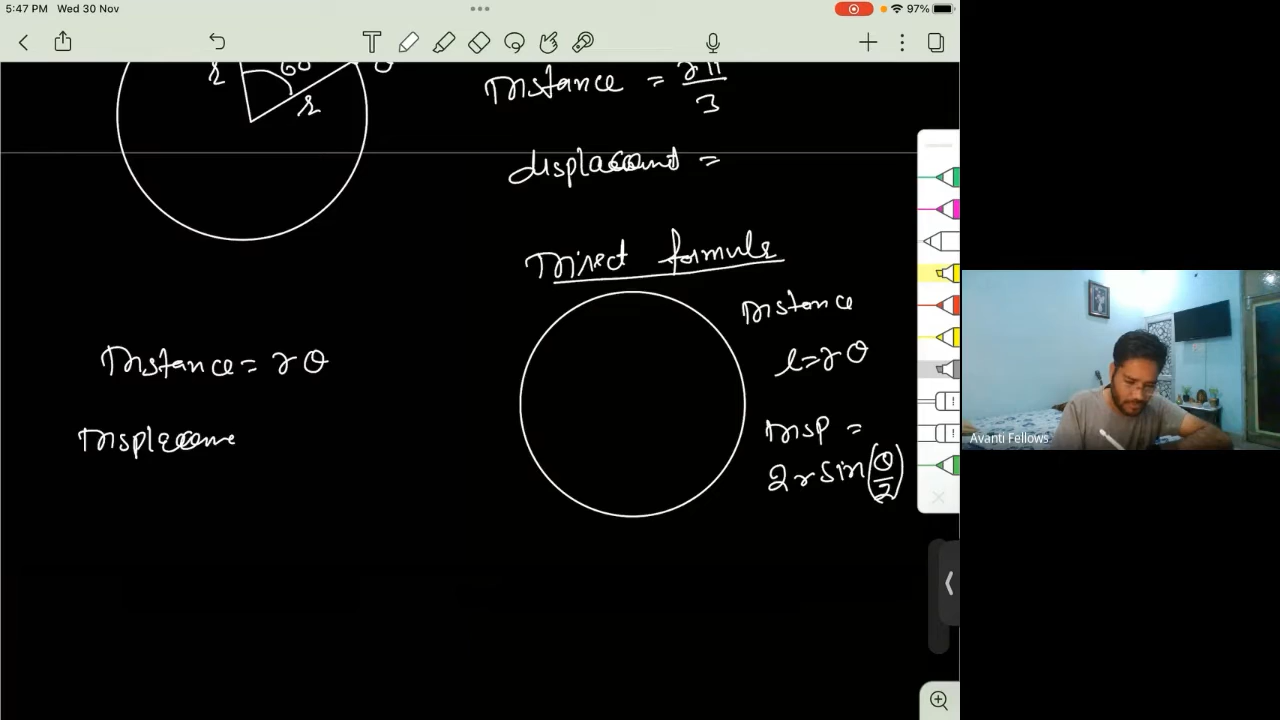 5:47 PM Wed 30 Nov
97%
r 60 r
Distance = rπ/3
displacement =
Direct formula
Distance
l = rθ
Disp =
2r sin(θ/2)
Distance = rθ
Displaceme
T
Avanti Fellows